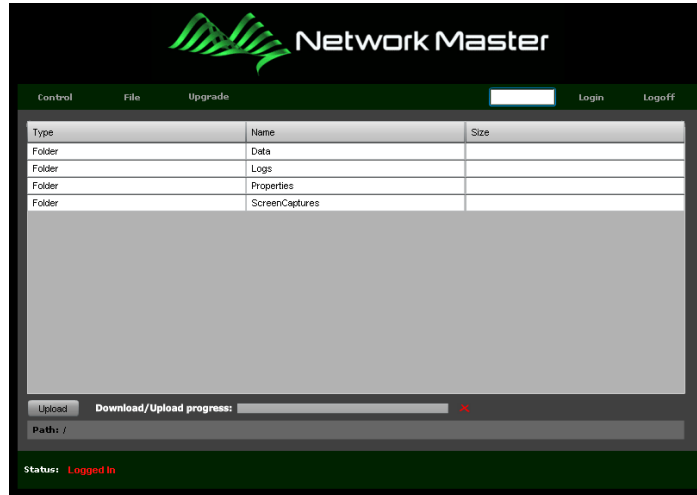 Network Master
Control File Upgrade Login Logoff
Type Name Size
Folder Data
Folder Logs
Folder Properties
Folder ScreenCaptures
Upload Download/Upload progress:
Path: /
Status: Logged In